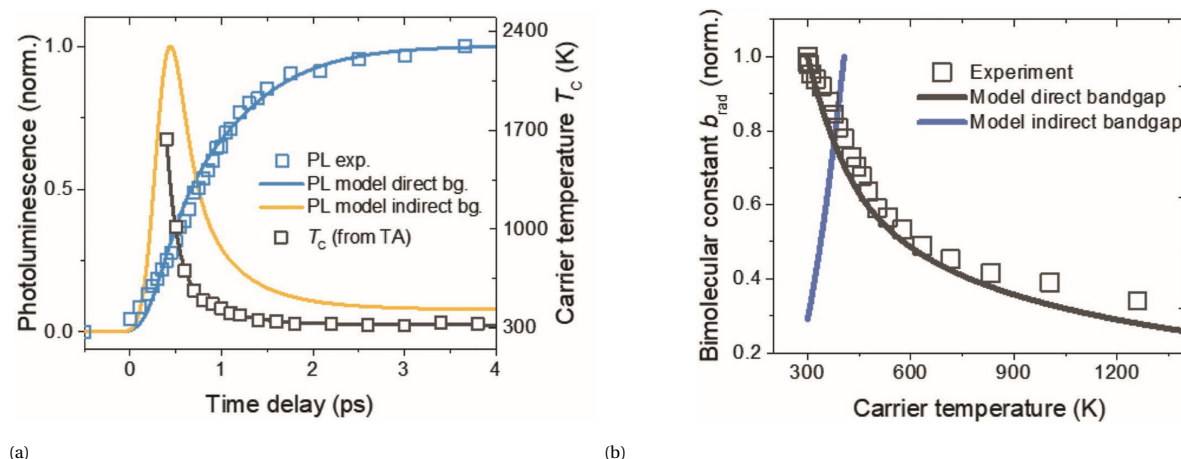 Photoluminescence (norm.)
1.0
0.5
0.0
PL exp.
PL model direct bg.
PL model indirect bg.
T_C (from TA)
2300
1700
1000
300
Carrier temperature T_C (K)
0 1 2 3 4
Time delay (ps)
(a)
Bimolecular constant b_rad (norm.)
1.0
0.8
0.6
0.4
0.2
Experiment
Model direct bandgap
Model indirect bandgap
300 600 900 1200
Carrier temperature (K)
(b)